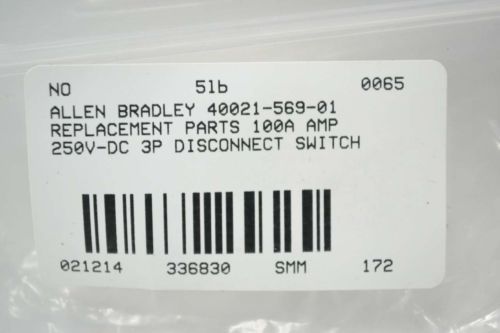 NO 51b 0065
ALLEN BRADLEY 40021-569-01
REPLACEMENT PARTS 100A AMP
250V-DC 3P DISCONNECT SWITCH
021214 336830 SMM 172